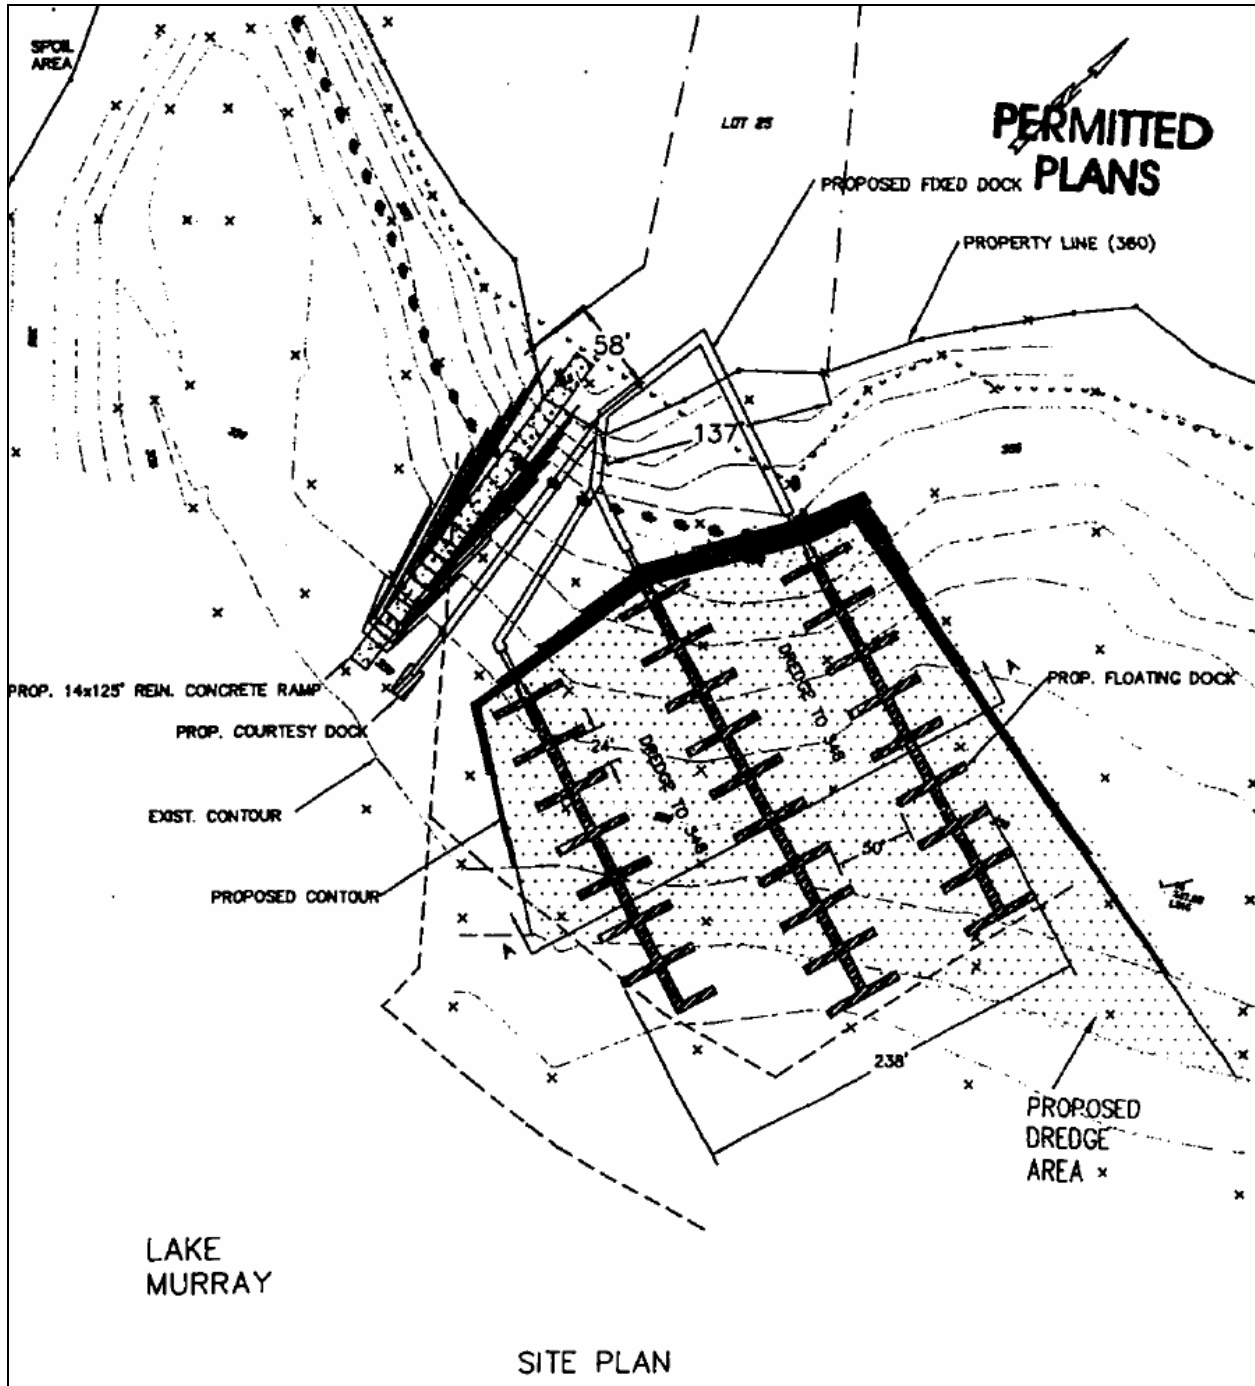 SPOIL
AREA
LOT 25
PERMITTED
PLANS
PROPOSED FIXED DOCK
PROPERTY LINE (360)
58'
137'
PROP. 14x125' REIN. CONCRETE RAMP
PROP. COURTESY DOCK
EXIST. CONTOUR
PROPOSED CONTOUR
24'
DREDGE TO 348
DREDGE TO 348
A
PROP. FLOATING DOCK
50'
A
238'
PROPOSED
DREDGE
AREA
LAKE
MURRAY
SITE PLAN